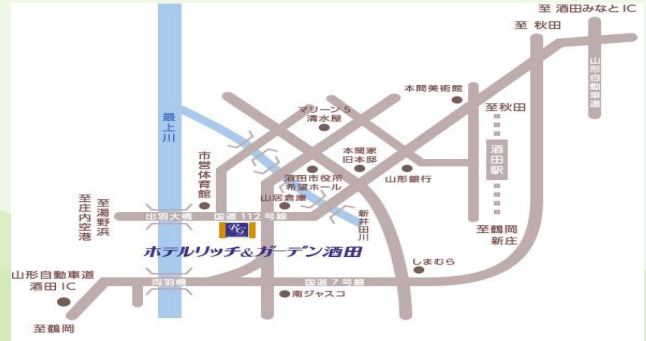 至 酒田みなとIC
至 秋田
山形自動車道
本間美術館
至秋田
マリーン5
清水屋
最上川
酒田駅
本間家
旧本邸
市営体育館
酒田市役所
希望ホール
山形銀行
山居倉庫
至湯野浜
至庄内空港
出羽大橋
国道112号線
新井田川
至鶴岡
新庄
ホテルリッチ&ガーデン酒田
しまむら
山形自動車道
酒田IC
両羽橋
国道7号線
南ジャスコ
至鶴岡